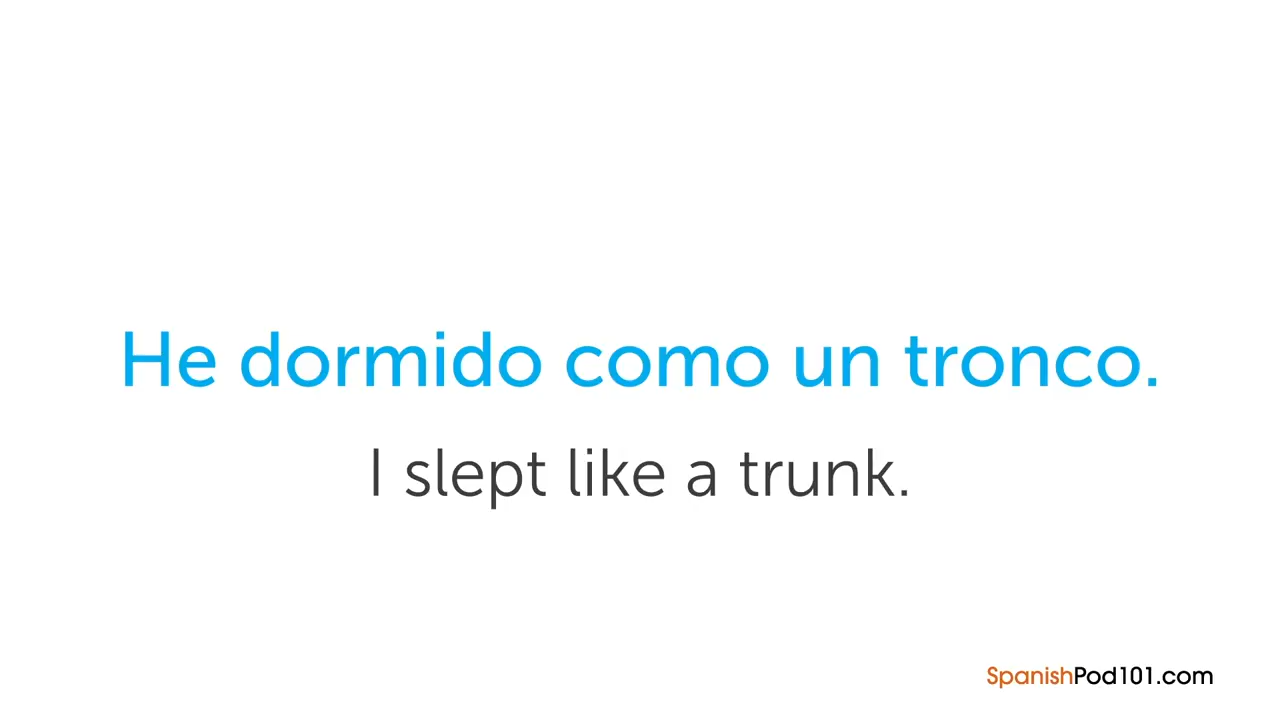 He dormido como un tronco.
I slept like a trunk.
SpanishPod101.com